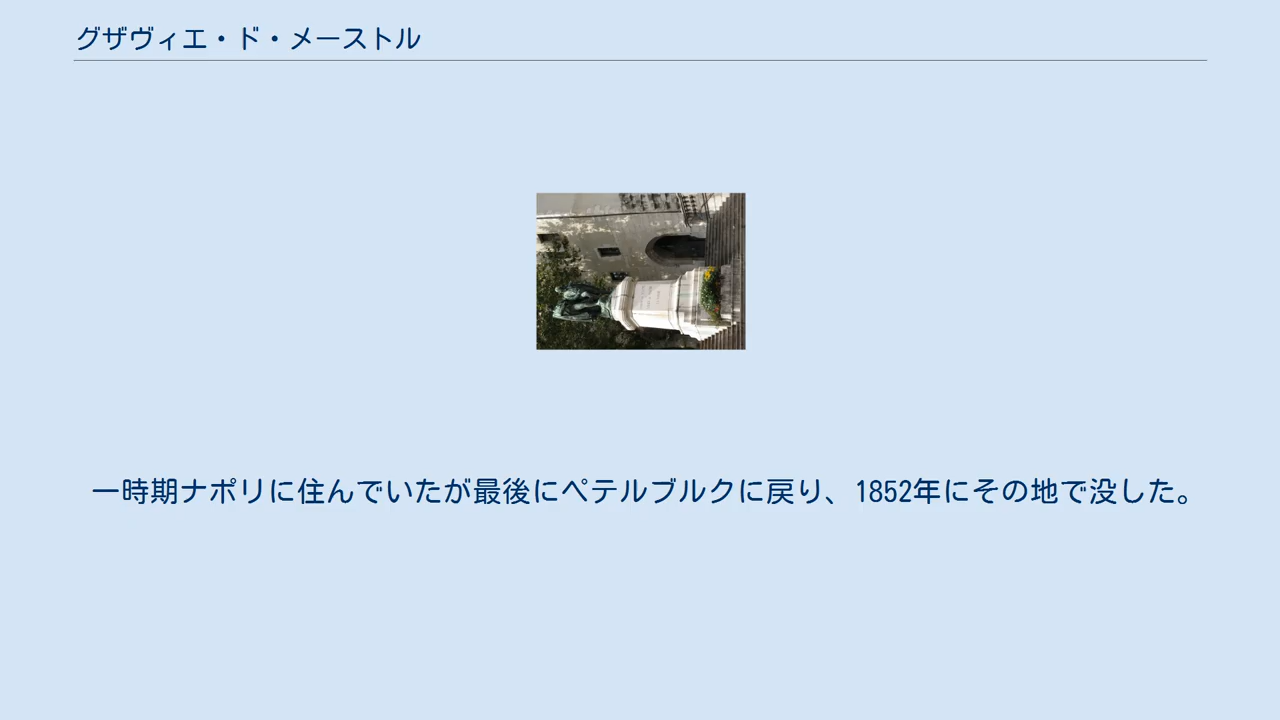 グザヴィエ・ド・メーストル
一時期ナポリに住んでいたが最後にペテルブルクに戻り、1852年にその地で没した。